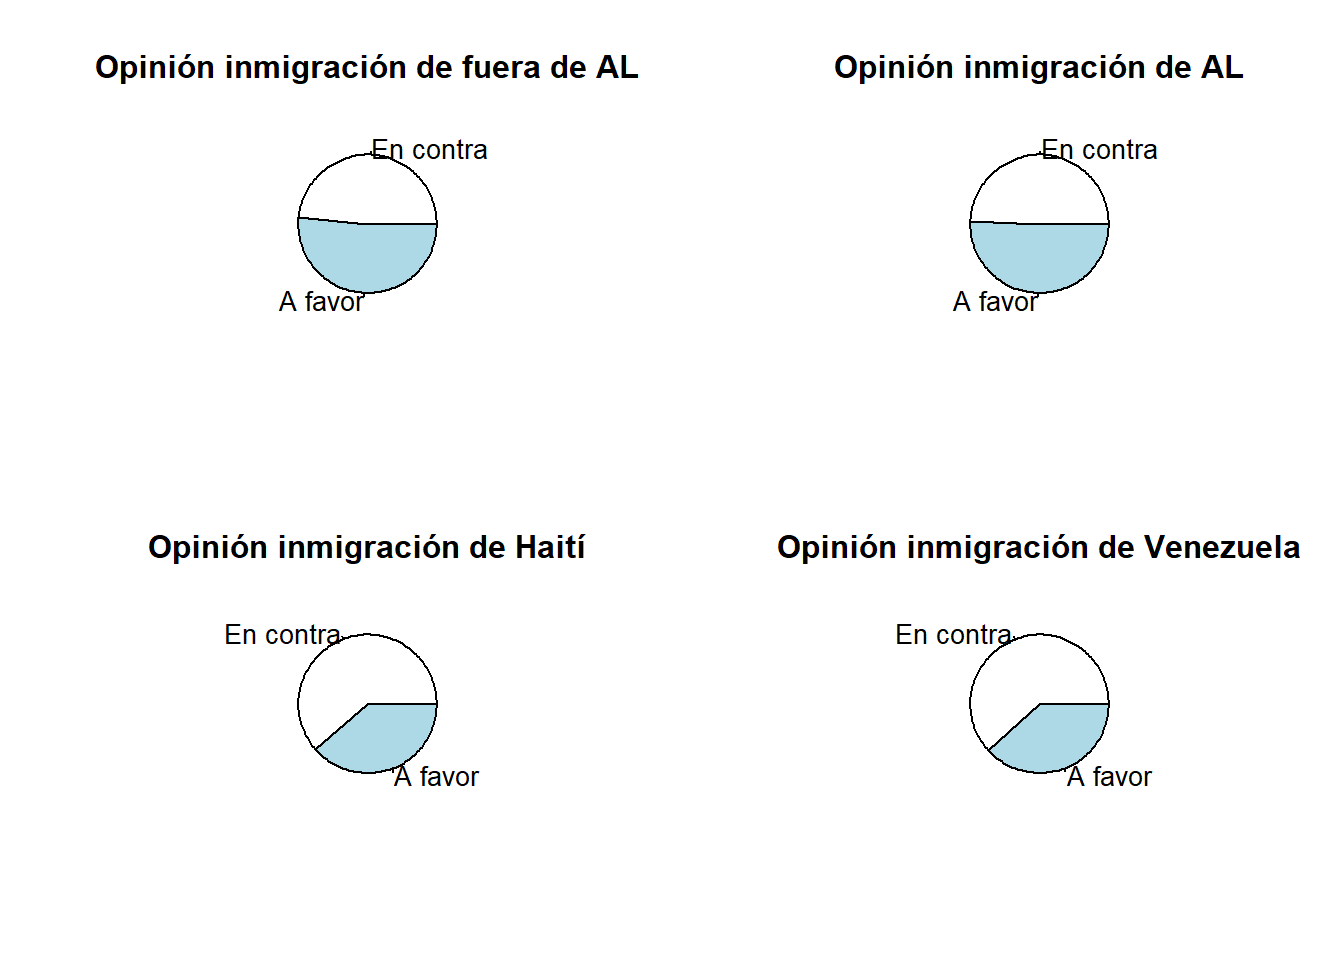 Opinión inmigración de fuera de AL
En contra
A favor
Opinión inmigración de AL
En contra
A favor
Opinión inmigración de Haití
En contra
A favor
Opinión inmigración de Venezuela
En contra
A favor